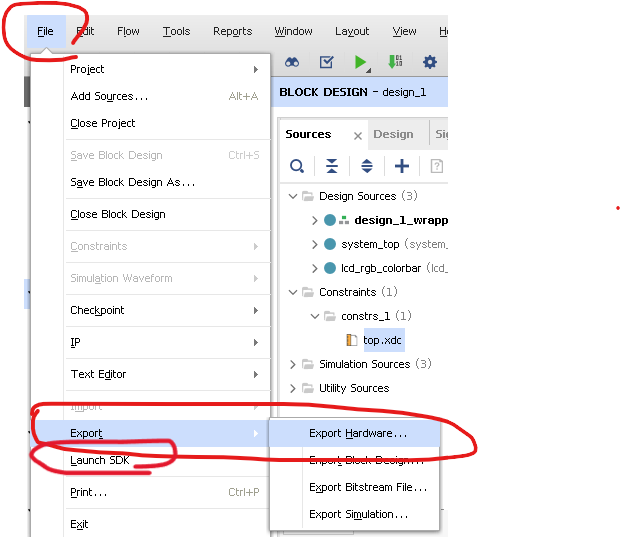 File Edit Flow Tools Reports Window Layout View
Project
Add Sources... Alt+A
Close Project
Save Block Design Ctrl+S
Save Block Design As...
Close Block Design
Constraints
Simulation Waveform
Checkpoint
IP
Text Editor
Import
Export
Launch SDK
Print... Ctrl+P
Exit
Export Hardware...
Export Block Design...
Export Bitstream File...
Export Simulation...
BLOCK DESIGN - design_1
Sources Design
Design Sources (3)
design_1_wrapp
system_top (system_
lcd_rgb_colorbar (lcd_
Constraints (1)
constrs_1 (1)
top.xdc
Simulation Sources (3)
Utility Sources